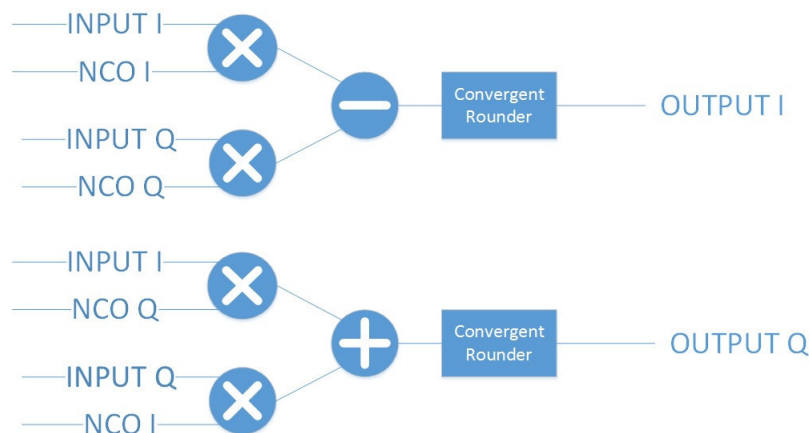 INPUT I
NCO I
INPUT Q
NCO Q
Convergent
Rounder
OUTPUT I
INPUT I
NCO Q
INPUT Q
NCO I
Convergent
Rounder
OUTPUT Q